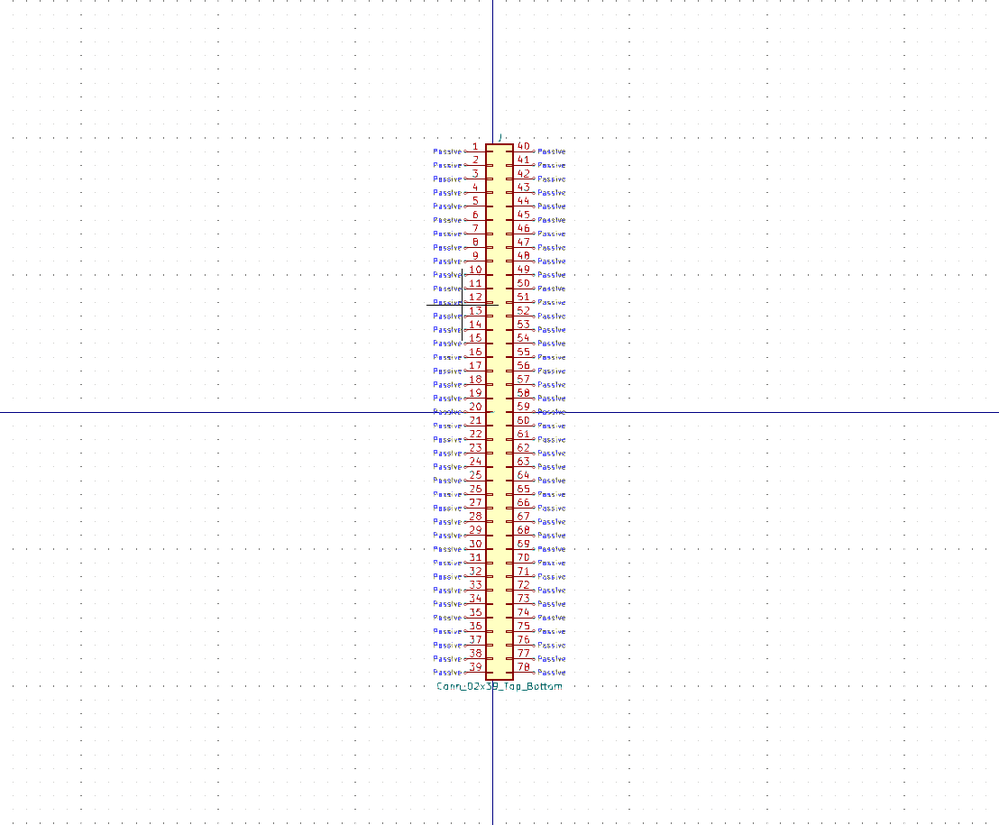 J
Passive 1 40 Passive
Passive 2 41 Passive
Passive 3 42 Passive
Passive 4 43 Passive
Passive 5 44 Passive
Passive 6 45 Passive
Passive 7 46 Passive
Passive 8 47 Passive
Passive 9 48 Passive
Passive 10 49 Passive
Passive 11 50 Passive
Passive 12 51 Passive
Passive 13 52 Passive
Passive 14 53 Passive
Passive 15 54 Passive
Passive 16 55 Passive
Passive 17 56 Passive
Passive 18 57 Passive
Passive 19 58 Passive
Passive 20 59 Passive
Passive 21 60 Passive
Passive 22 61 Passive
Passive 23 62 Passive
Passive 24 63 Passive
Passive 25 64 Passive
Passive 26 65 Passive
Passive 27 66 Passive
Passive 28 67 Passive
Passive 29 68 Passive
Passive 30 69 Passive
Passive 31 70 Passive
Passive 32 71 Passive
Passive 33 72 Passive
Passive 34 73 Passive
Passive 35 74 Passive
Passive 36 75 Passive
Passive 37 76 Passive
Passive 38 77 Passive
Passive 39 78 Passive
Conn_02x39_Top_Bottom